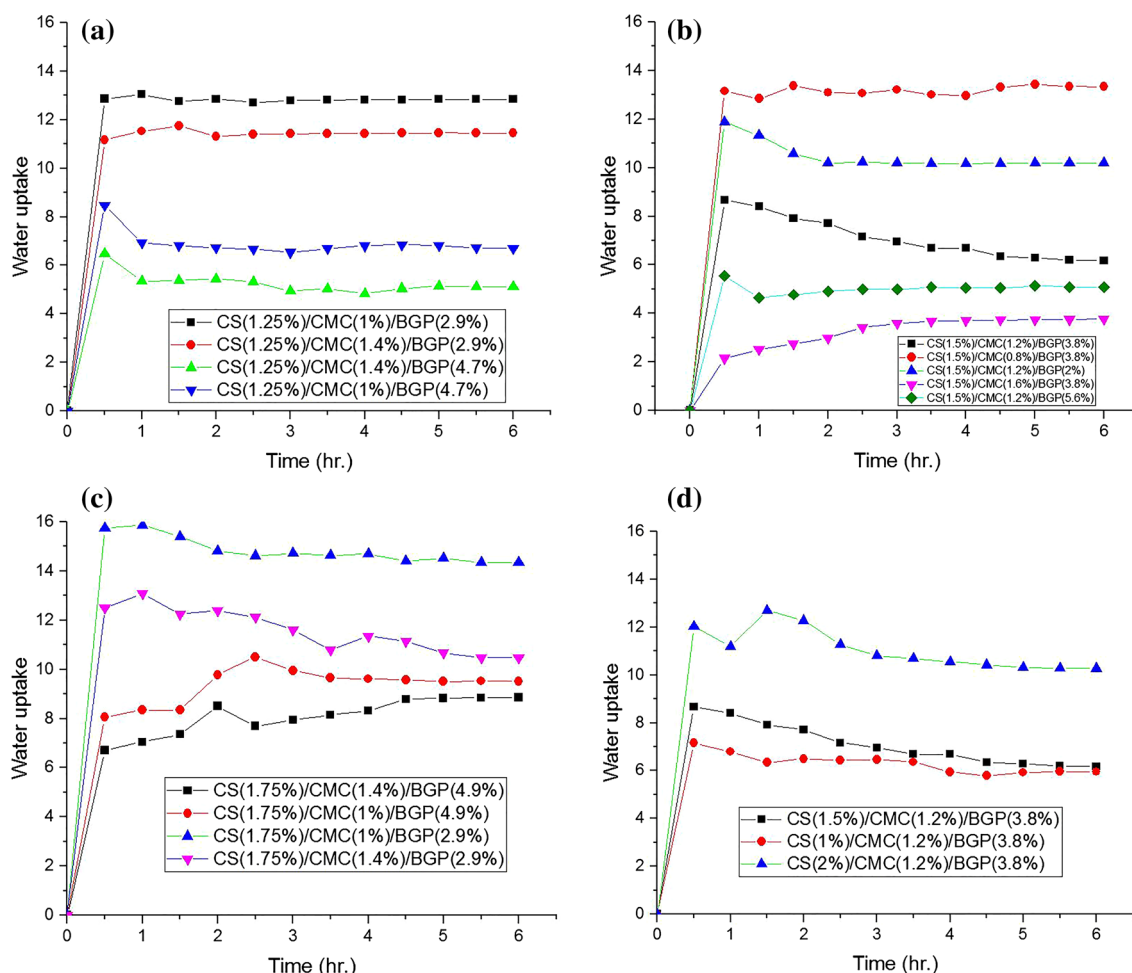 (a)
16
14
12
10
8
6
4
2
0
Water uptake
CS(1.25%)/CMC(1%)/BGP(2.9%)
CS(1.25%)/CMC(1.4%)/BGP(2.9%)
CS(1.25%)/CMC(1.4%)/BGP(4.7%)
CS(1.25%)/CMC(1%)/BGP(4.7%)
0 1 2 3 4 5 6
Time (hr.)
(b)
16
14
12
10
8
6
4
2
0
Water uptake
CS(1.5%)/CMC(1.2%)/BGP(3.8%)
CS(1.5%)/CMC(0.8%)/BGP(3.8%)
CS(1.5%)/CMC(1.2%)/BGP(2%)
CS(1.5%)/CMC(1.6%)/BGP(3.8%)
CS(1.5%)/CMC(1.2%)/BGP(5.6%)
0 1 2 3 4 5 6
Time (hr.)
(c)
16
14
12
10
8
6
4
2
0
Water uptake
CS(1.75%)/CMC(1.4%)/BGP(4.9%)
CS(1.75%)/CMC(1%)/BGP(4.9%)
CS(1.75%)/CMC(1%)/BGP(2.9%)
CS(1.75%)/CMC(1.4%)/BGP(2.9%)
0 1 2 3 4 5 6
Time (hr.)
(d)
16
14
12
10
8
6
4
2
0
Water uptake
CS(1.5%)/CMC(1.2%)/BGP(3.8%)
CS(1%)/CMC(1.2%)/BGP(3.8%)
CS(2%)/CMC(1.2%)/BGP(3.8%)
0 1 2 3 4 5 6
Time (hr.)